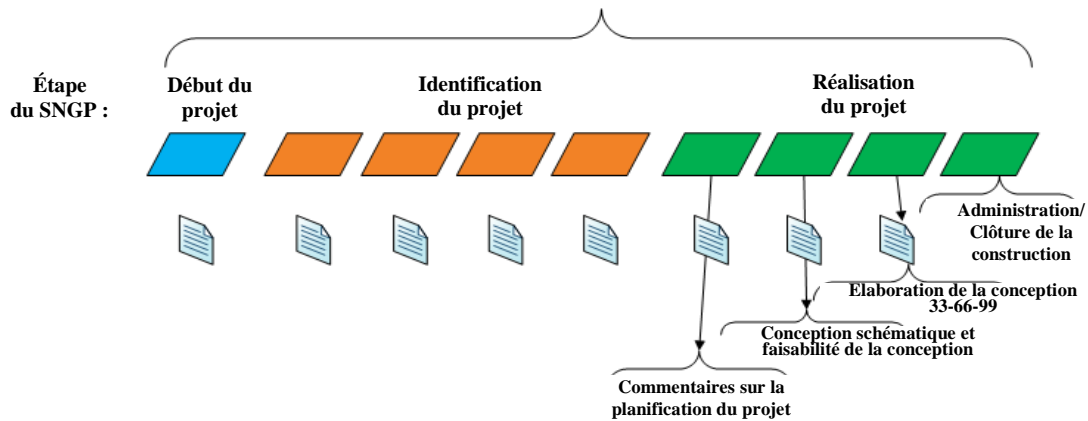 Étape
du SNGP :
Début du
projet
Identification
du projet
Réalisation
du projet
Administration/
Clôture de la
construction
Elaboration de la conception
33-66-99
Conception schématique et
faisabilité de la conception
Commentaires sur la
planification du projet